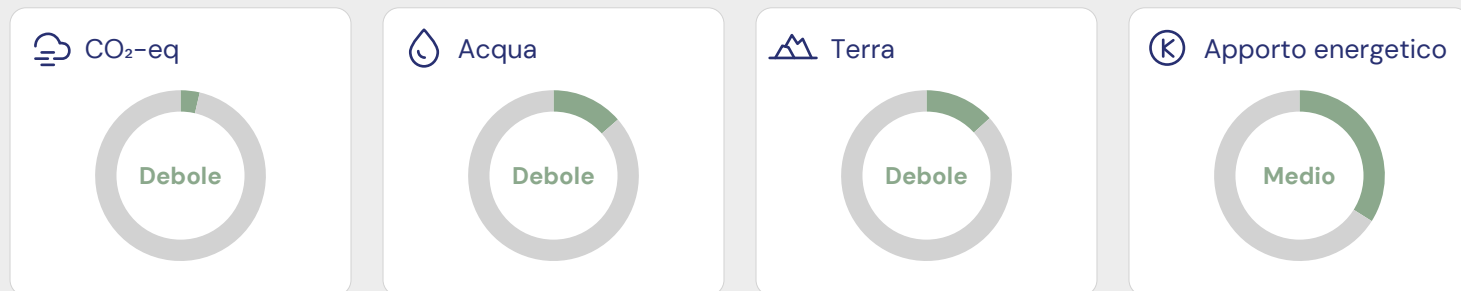 CO₂-eq
Debole
Acqua
Debole
Terra
Debole
Apporto energetico
Medio